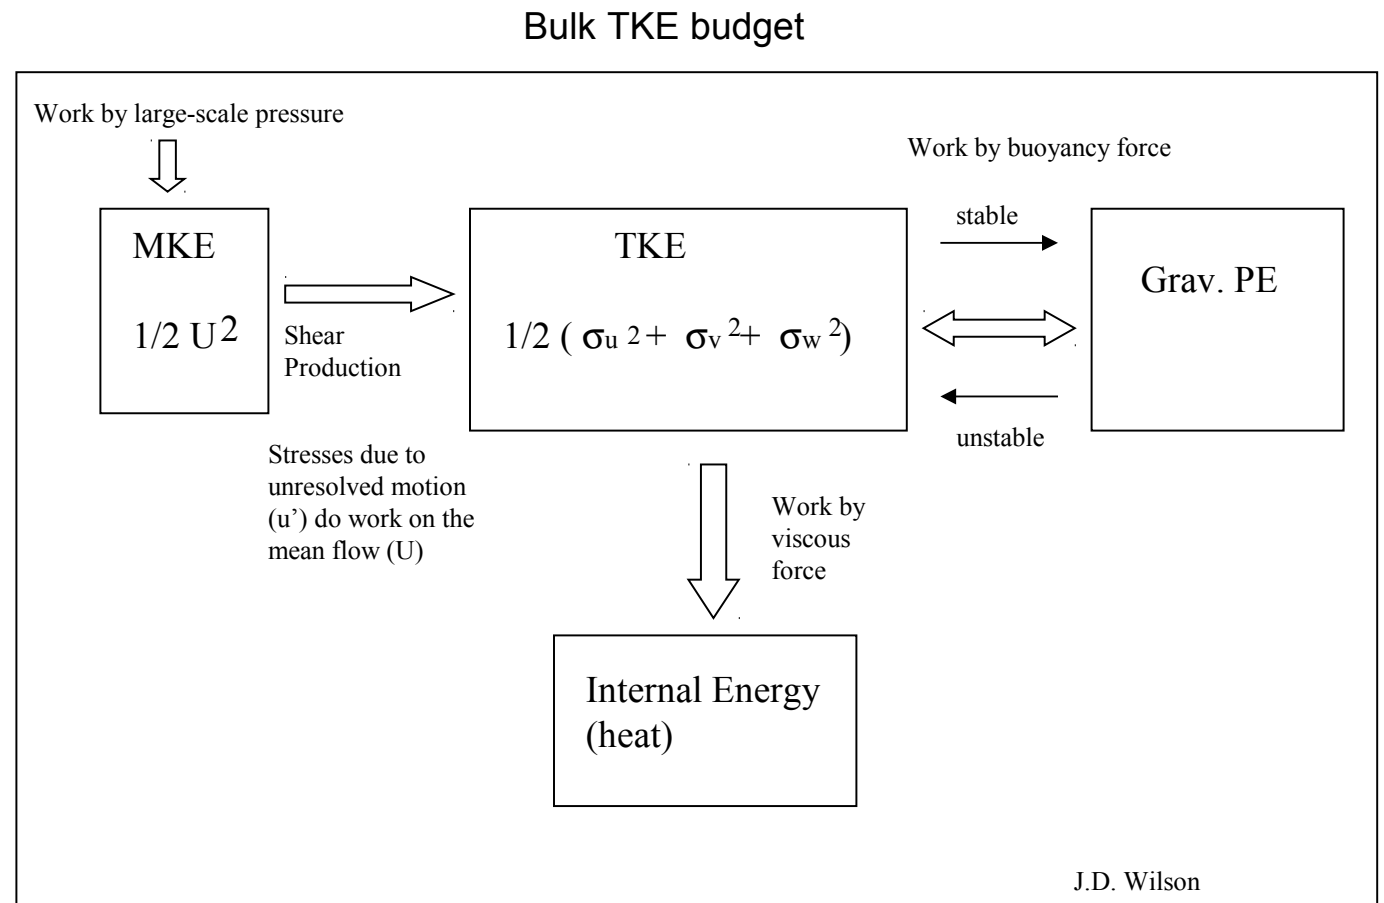 Bulk TKE budget
Work by large-scale pressure
Work by buoyancy force
MKE
1/2 U²
Shear
Production
TKE
1/2 ( σu ² + σv ² + σw ² )
stable
unstable
Grav. PE
Stresses due to
unresolved motion
(u’) do work on the
mean flow (U)
Work by
viscous
force
Internal Energy
(heat)
J.D. Wilson